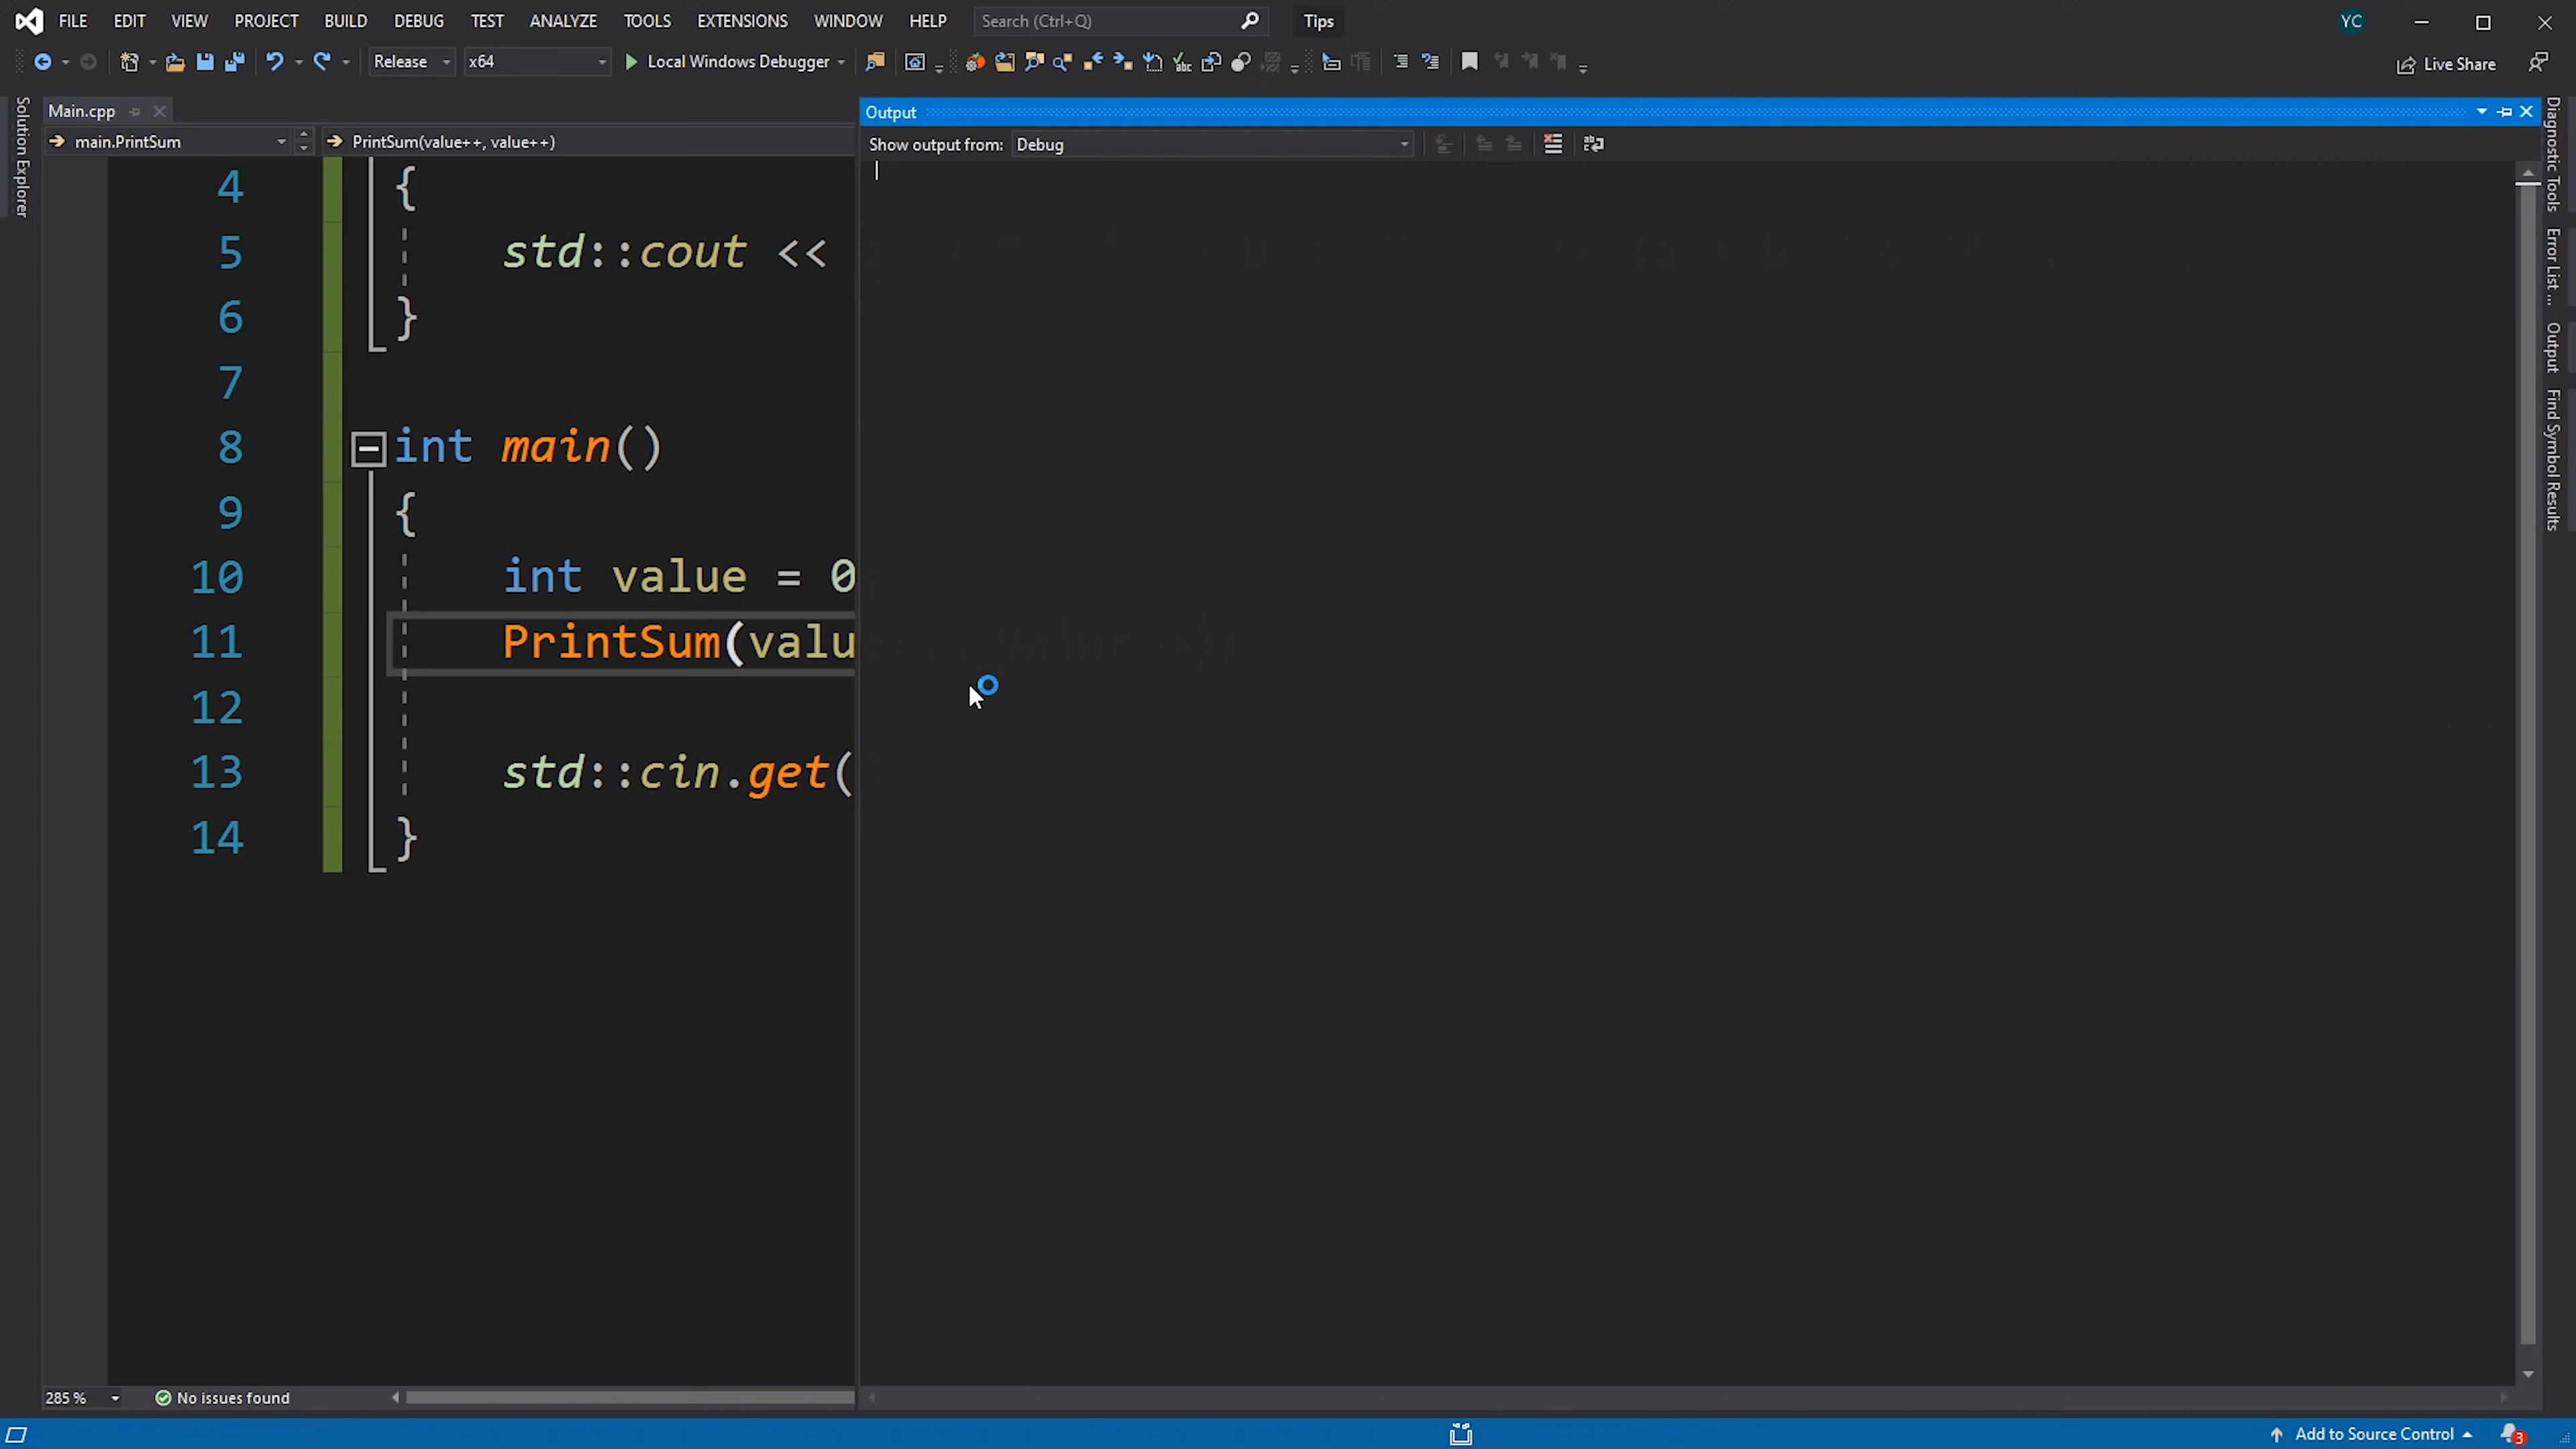 FILE EDIT VIEW PROJECT BUILD DEBUG TEST ANALYZE TOOLS EXTENSIONS WINDOW HELP Search (Ctrl+Q) Tips YC
Release x64 Local Windows Debugger Live Share
Main.cpp
main.PrintSum PrintSum(value++, value++)
Output
Show output from: Debug
4 {
5 std::cout <<
6 }
7
8 int main()
9 {
10 int value = 0
11 PrintSum(valu
12
13 std::cin.get(
14 }
Solution Explorer
Diagnostic Tools
Error List ...
Output
Find Symbol Results
285 % No issues found
Add to Source Control 3